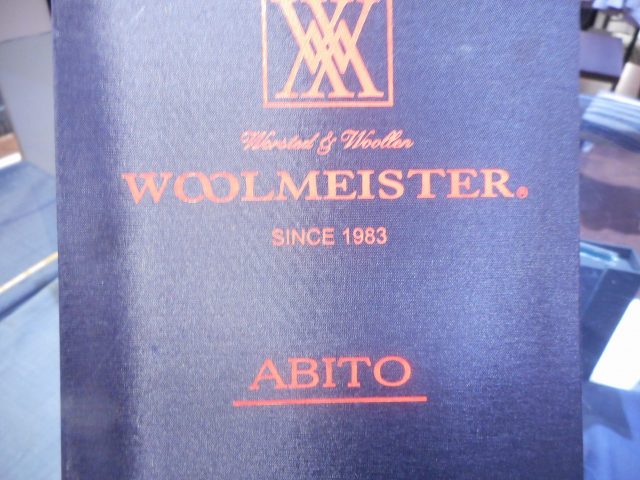 Worsted & Woollen
WOOLMEISTER®
SINCE 1983
ABITO